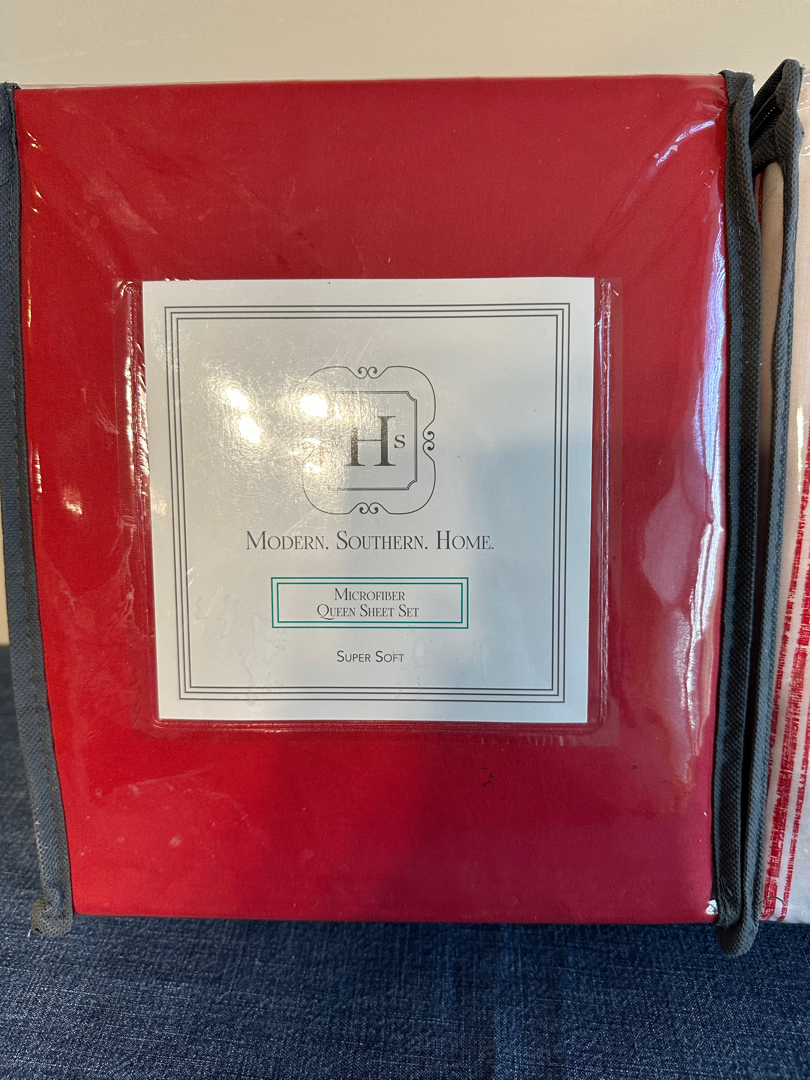 Hs
Modern. Southern. Home.
Microfiber
Queen Sheet Set
Super Soft